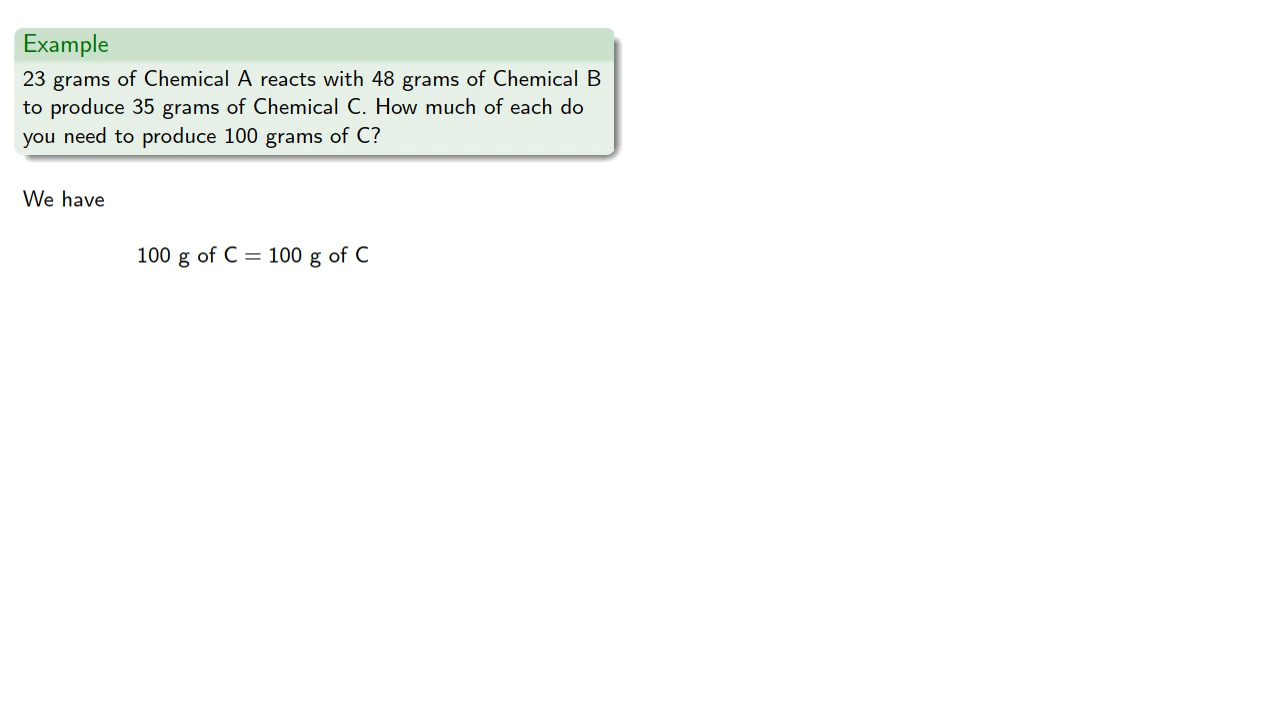 Example
23 grams of Chemical A reacts with 48 grams of Chemical B
to produce 35 grams of Chemical C. How much of each do
you need to produce 100 grams of C?
We have
100 g of C = 100 g of C